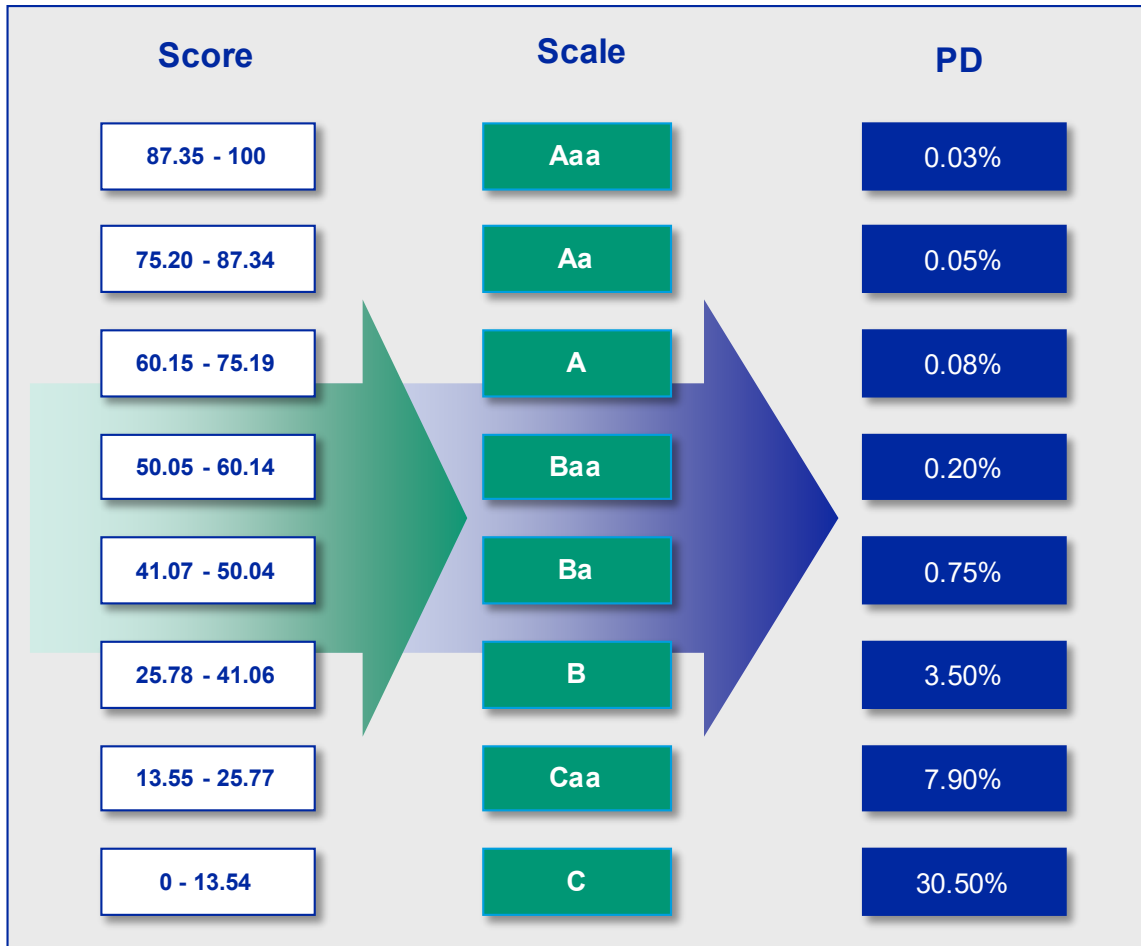 Score Scale PD
87.35 - 100 Aaa 0.03%
75.20 - 87.34 Aa 0.05%
60.15 - 75.19 A 0.08%
50.05 - 60.14 Baa 0.20%
41.07 - 50.04 Ba 0.75%
25.78 - 41.06 B 3.50%
13.55 - 25.77 Caa 7.90%
0 - 13.54 C 30.50%